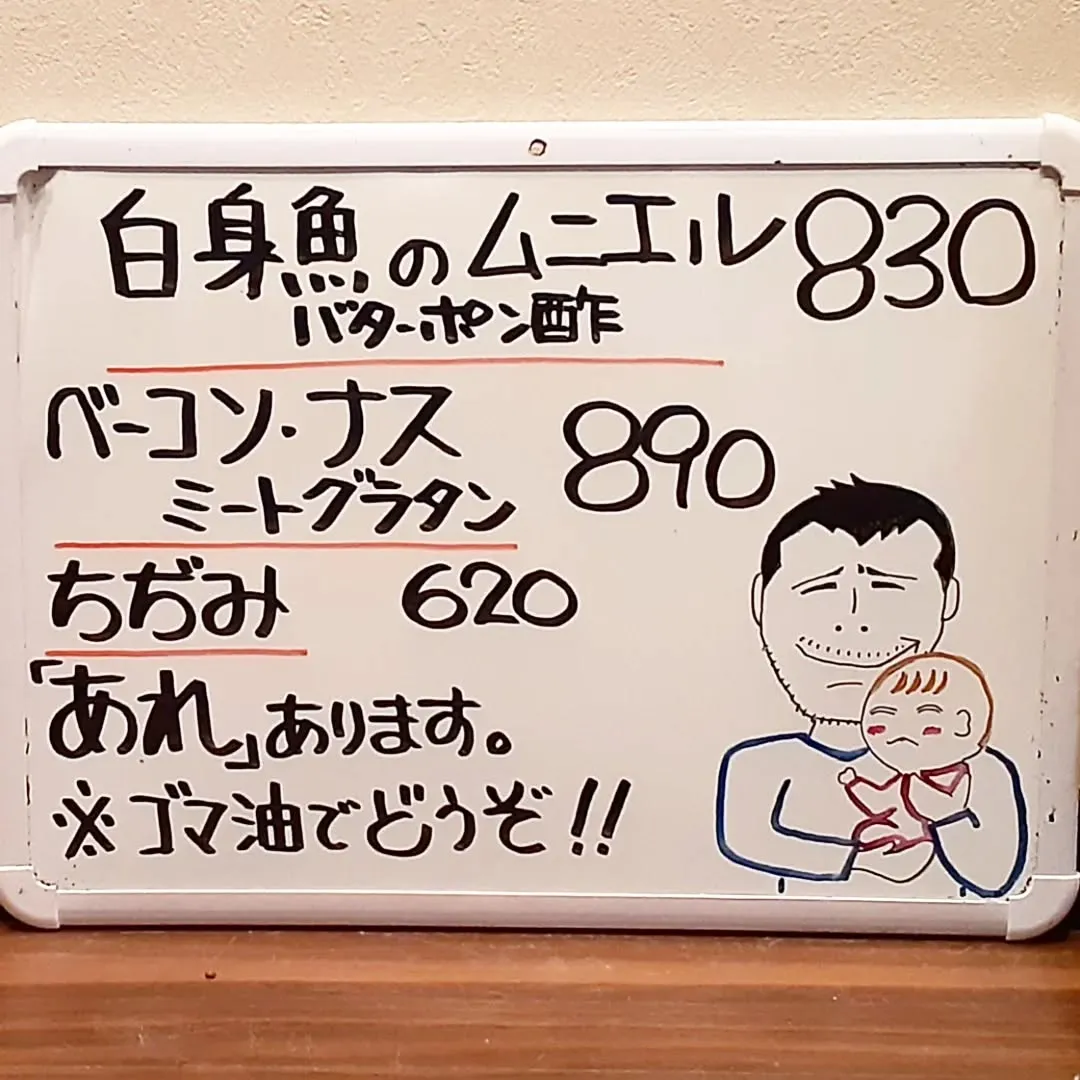 白身魚のムニエル 830
バターポン酢
ベーコン・ナス 890
ミートグラタン
ちぢみ 620
「あれ」あります。
※ゴマ油でどうぞ!!